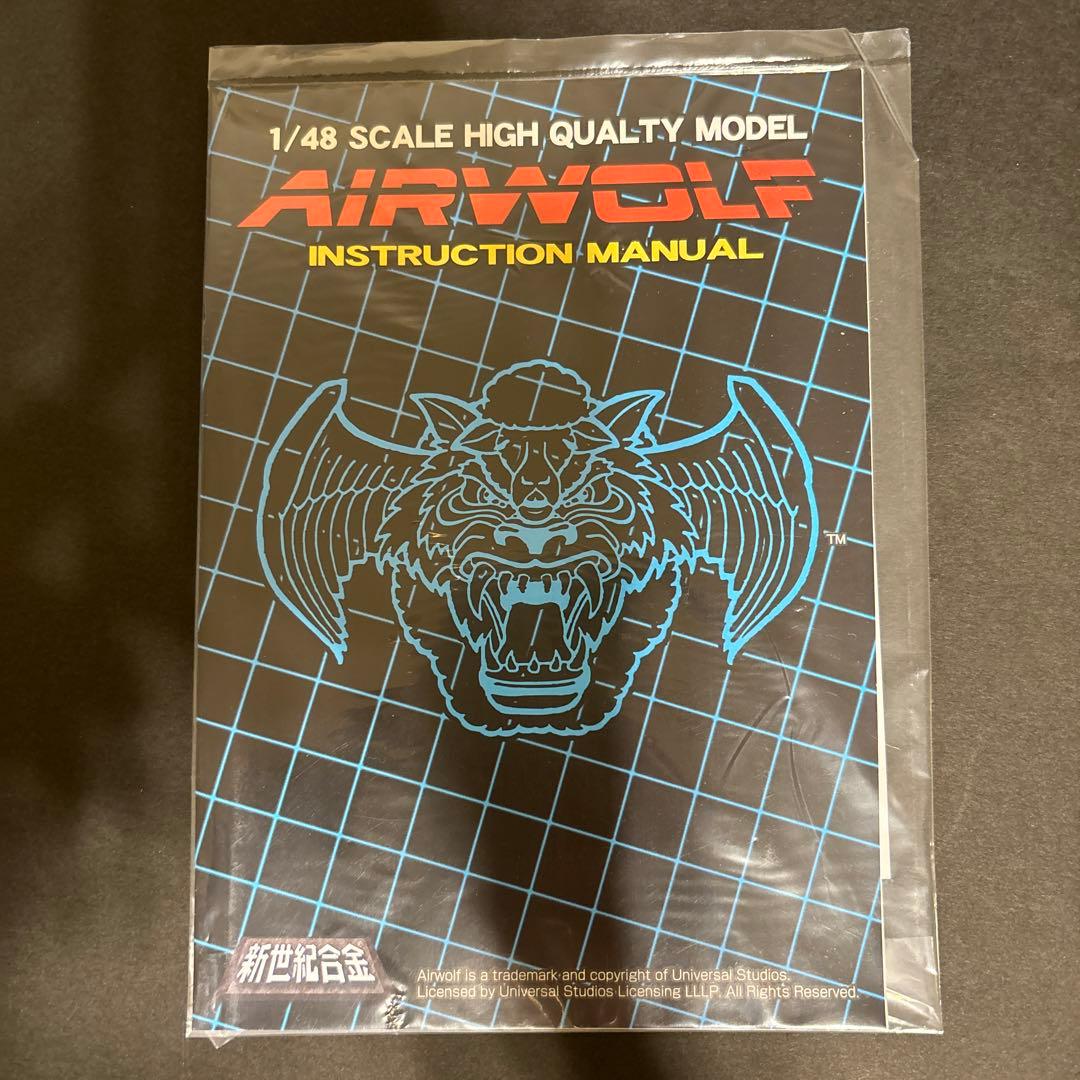 1/48 SCALE HIGH QUALTY MODEL
AIRWOLF
INSTRUCTION MANUAL
TM
新世紀合金
Airwolf is a trademark and copyright of Universal Studios.
Licensed by Universal Studios Licensing LLLP. All Rights Reserved.